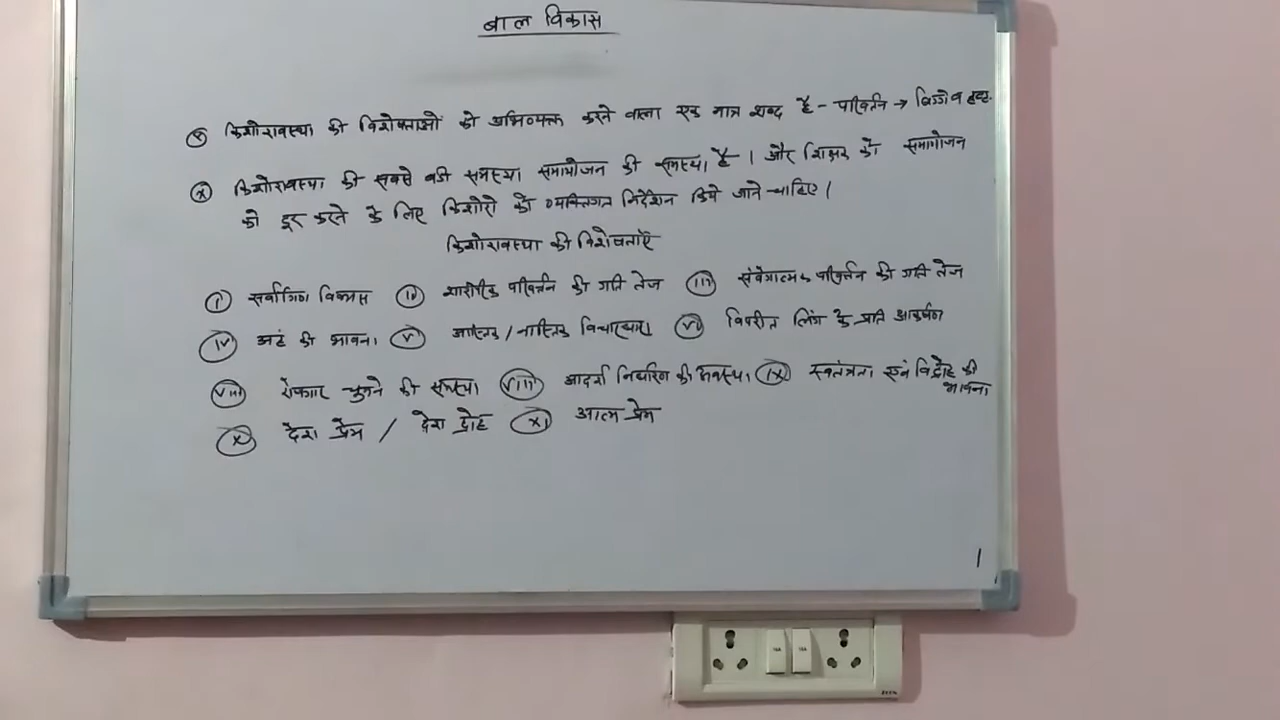 बाल विकास
* किशोरावस्था की विशेषताओं को अभिव्यक्त करने वाला एक मात्र शब्द है - परिवर्तन →
* किशोरावस्था की सबसे बडी समस्या समायोजन की समस्या है। और शिक्षक को समायोजन
को दूर करने के लिए किशोरो को व्यक्तिगत निर्देशन किये जाने चाहिए।
किशोरावस्था की विशेषताएँ
(i) सर्वांगिण विकास (ii) शारीरिक परिवर्तन की गति तेज (iii) संवेगात्मक परिवर्तन की गति तेज
(iv) अहं की भावना (v) आस्तिक / नास्तिक विचारधारा (vi) विपरीत लिंग के प्रति आकर्षण
(vii) रोजगार चुनने की समस्या (viii) आदर्श निर्धारण की अवस्था (ix) स्वतंत्रता एवं विद्रोह की
भावना
(x) देश प्रेम / देश द्रोह (xi) आत्म प्रेम
1